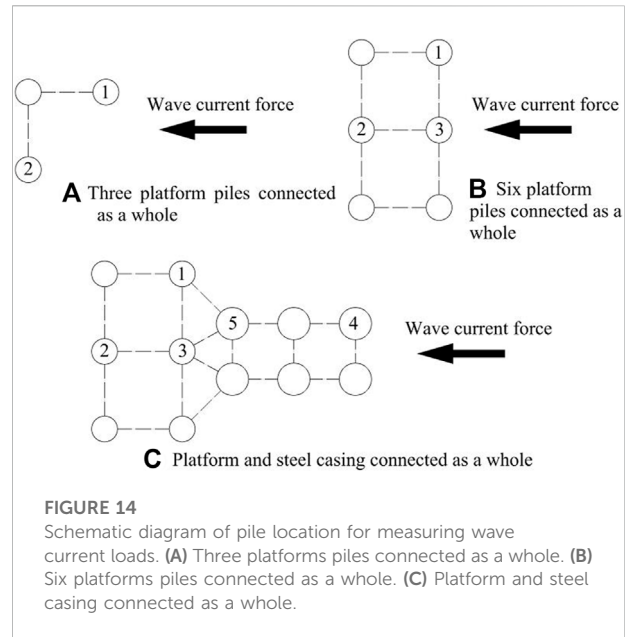 1
Wave current force
2
A Three platform piles connected
as a whole
1
Wave current force
2
3
B Six platform
piles connected as a
whole
1
5
4
Wave current force
2
3
C Platform and steel casing connected as a whole
FIGURE 14
Schematic diagram of pile location for measuring wave
current loads. (A) Three platforms piles connected as a whole. (B)
Six platforms piles connected as a whole. (C) Platform and steel
casing connected as a whole.